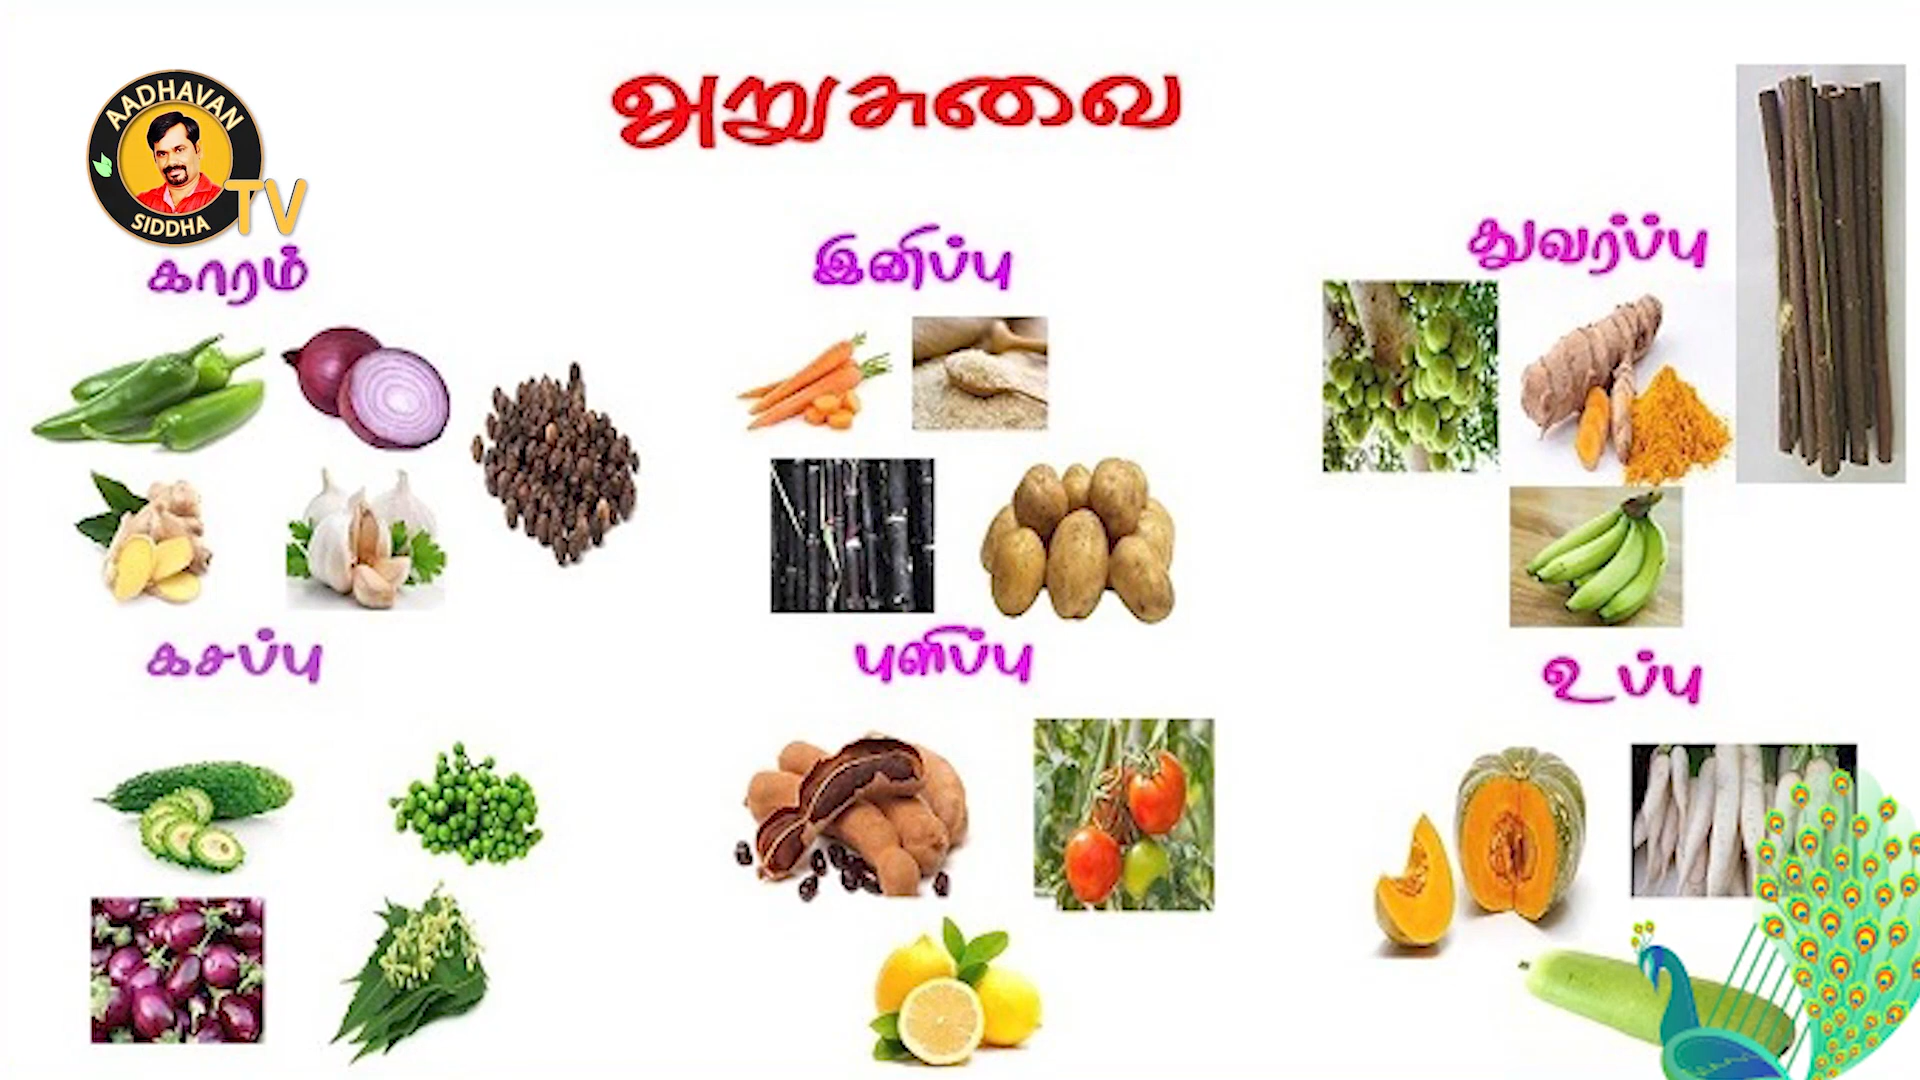 அறுசுவை
AADHAVAN
SIDDHA
TV
காரம்
இனிப்பு
துவர்ப்பு
கசப்பு
புளிப்பு
உப்பு